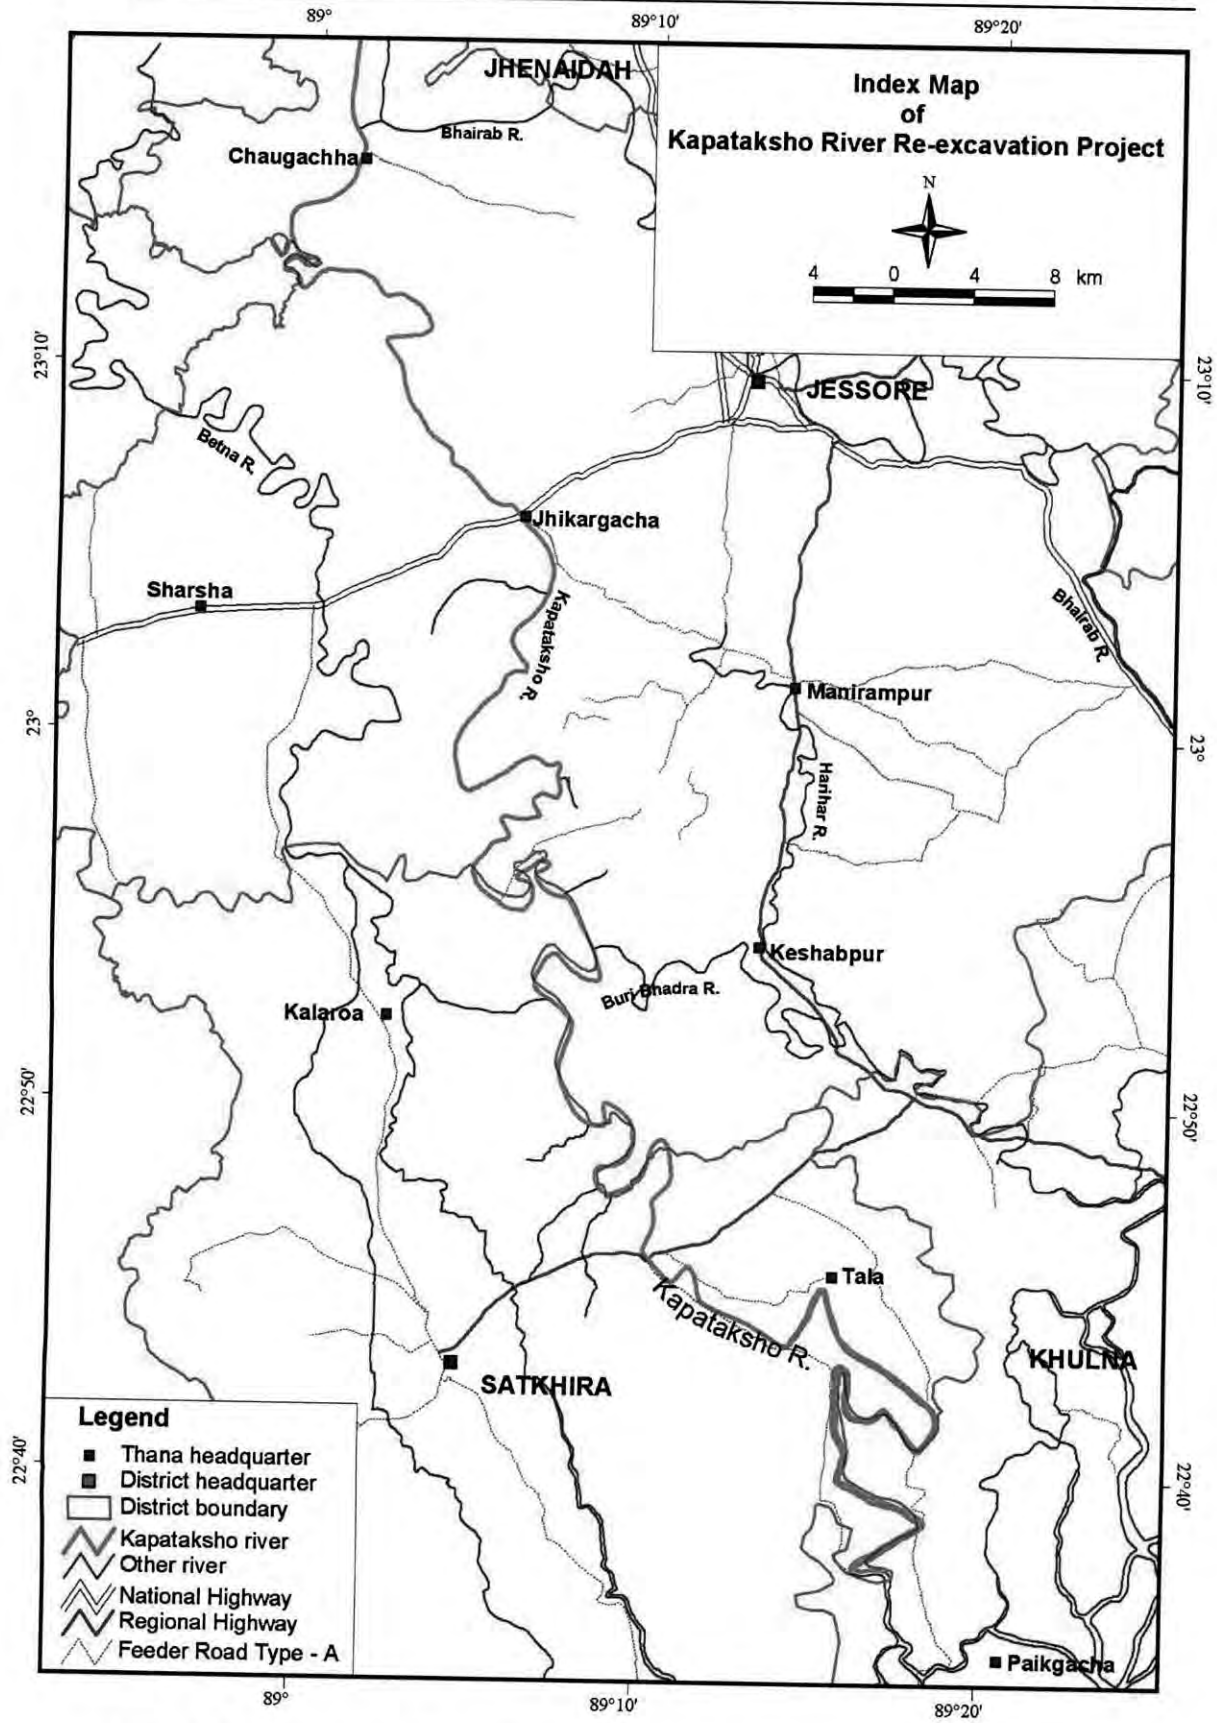 89°
89°10'
89°20'
JHENAIDAH
Index Map
of
Kapataksho River Re-excavation Project
N
4 0 4 8 km
Bhairab R.
Chaugachha
23°10'
23°10'
JESSORE
Betna R.
Jhikargacha
Sharsha
Kapataksho R.
Bhairab R.
Manirampur
23°
23°
Harihar R.
Keshabpur
Buri Bhadra R.
Kalaroa
22°50'
22°50'
Tala
Kapataksho R.
KHULNA
SATKHIRA
22°40'
22°40'
Legend
Thana headquarter
District headquarter
District boundary
Kapataksho river
Other river
National Highway
Regional Highway
Feeder Road Type - A
Paikgacha
89°
89°10'
89°20'